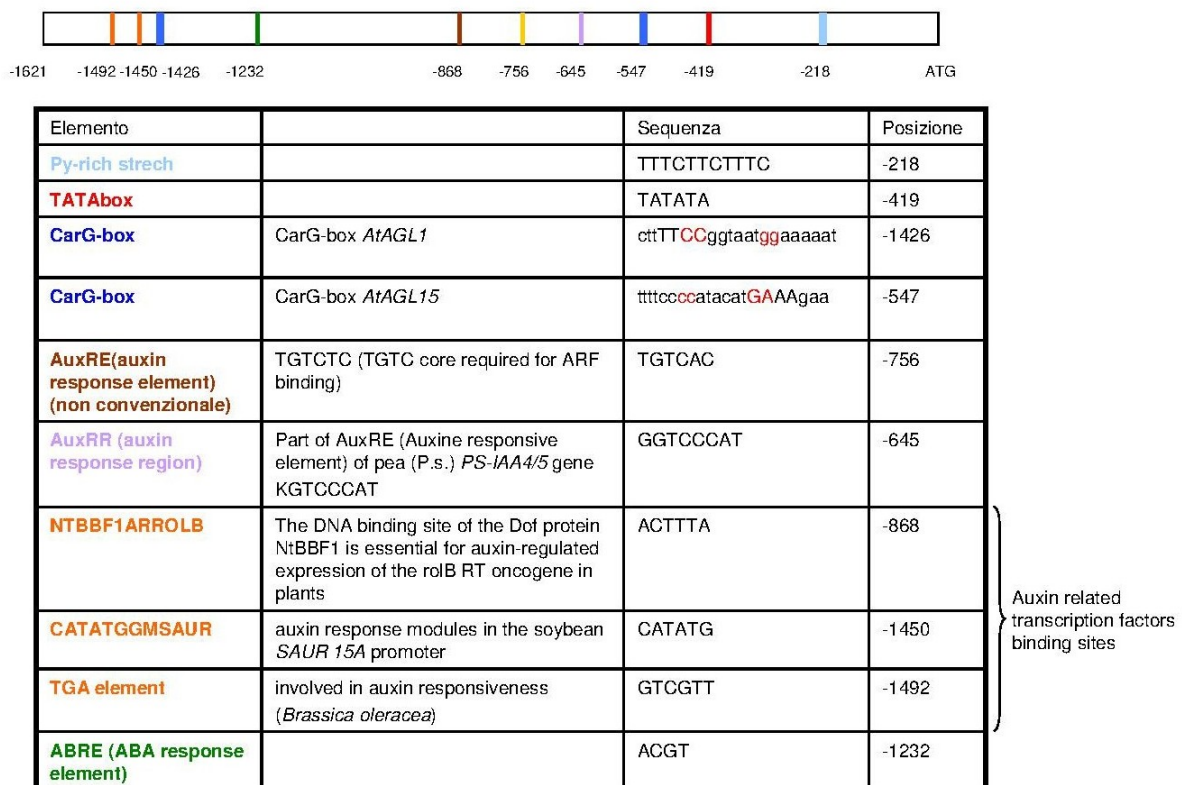 -1621 -1492 -1450 -1426 -1232 -868 -756 -645 -547 -419 -218 ATG
Elemento Sequenza Posizione
Py-rich strech TTTCTTCTTTC -218
TATAbox TATATA -419
CarG-box CarG-box AtAGL1 cttTTCCggtaatggaaaaat -1426
CarG-box CarG-box AtAGL15 ttttccccatacatGAAAgaa -547
AuxRE(auxin
response element)
(non convenzionale)
TGTCTC (TGTC core required for ARF
binding)
TGTCAC -756
AuxRR (auxin
response region)
Part of AuxRE (Auxine responsive
element) of pea (P.s.) PS-IAA4/5 gene
KGTCCCAT
GGTCCCAT -645
NTBBF1ARROLB
The DNA binding site of the Dof protein
NtBBF1 is essential for auxin-regulated
expression of the rolB RT oncogene in
plants
ACTTTA -868
CATATGGMSAUR
auxin response modules in the soybean
SAUR 15A promoter
CATATG -1450
TGA element
involved in auxin responsiveness
(Brassica oleracea)
GTCGTT -1492
ABRE (ABA response
element)
ACGT -1232
Auxin related
transcription factors
binding sites